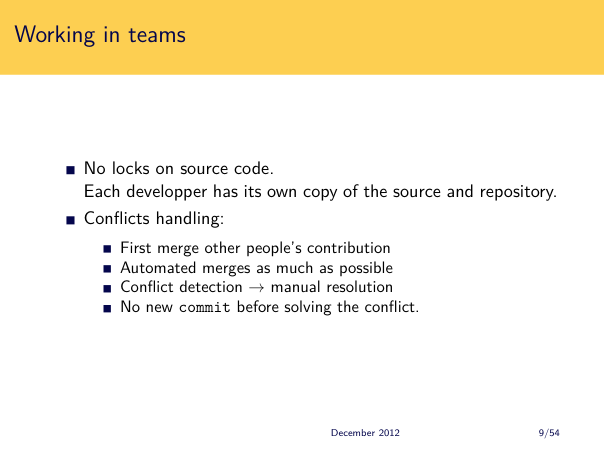 Working in teams
No locks on source code.
Each developper has its own copy of the source and repository.
Conflicts handling:
First merge other people's contribution
Automated merges as much as possible
Conflict detection → manual resolution
No new commit before solving the conflict.
December 2012
9/54